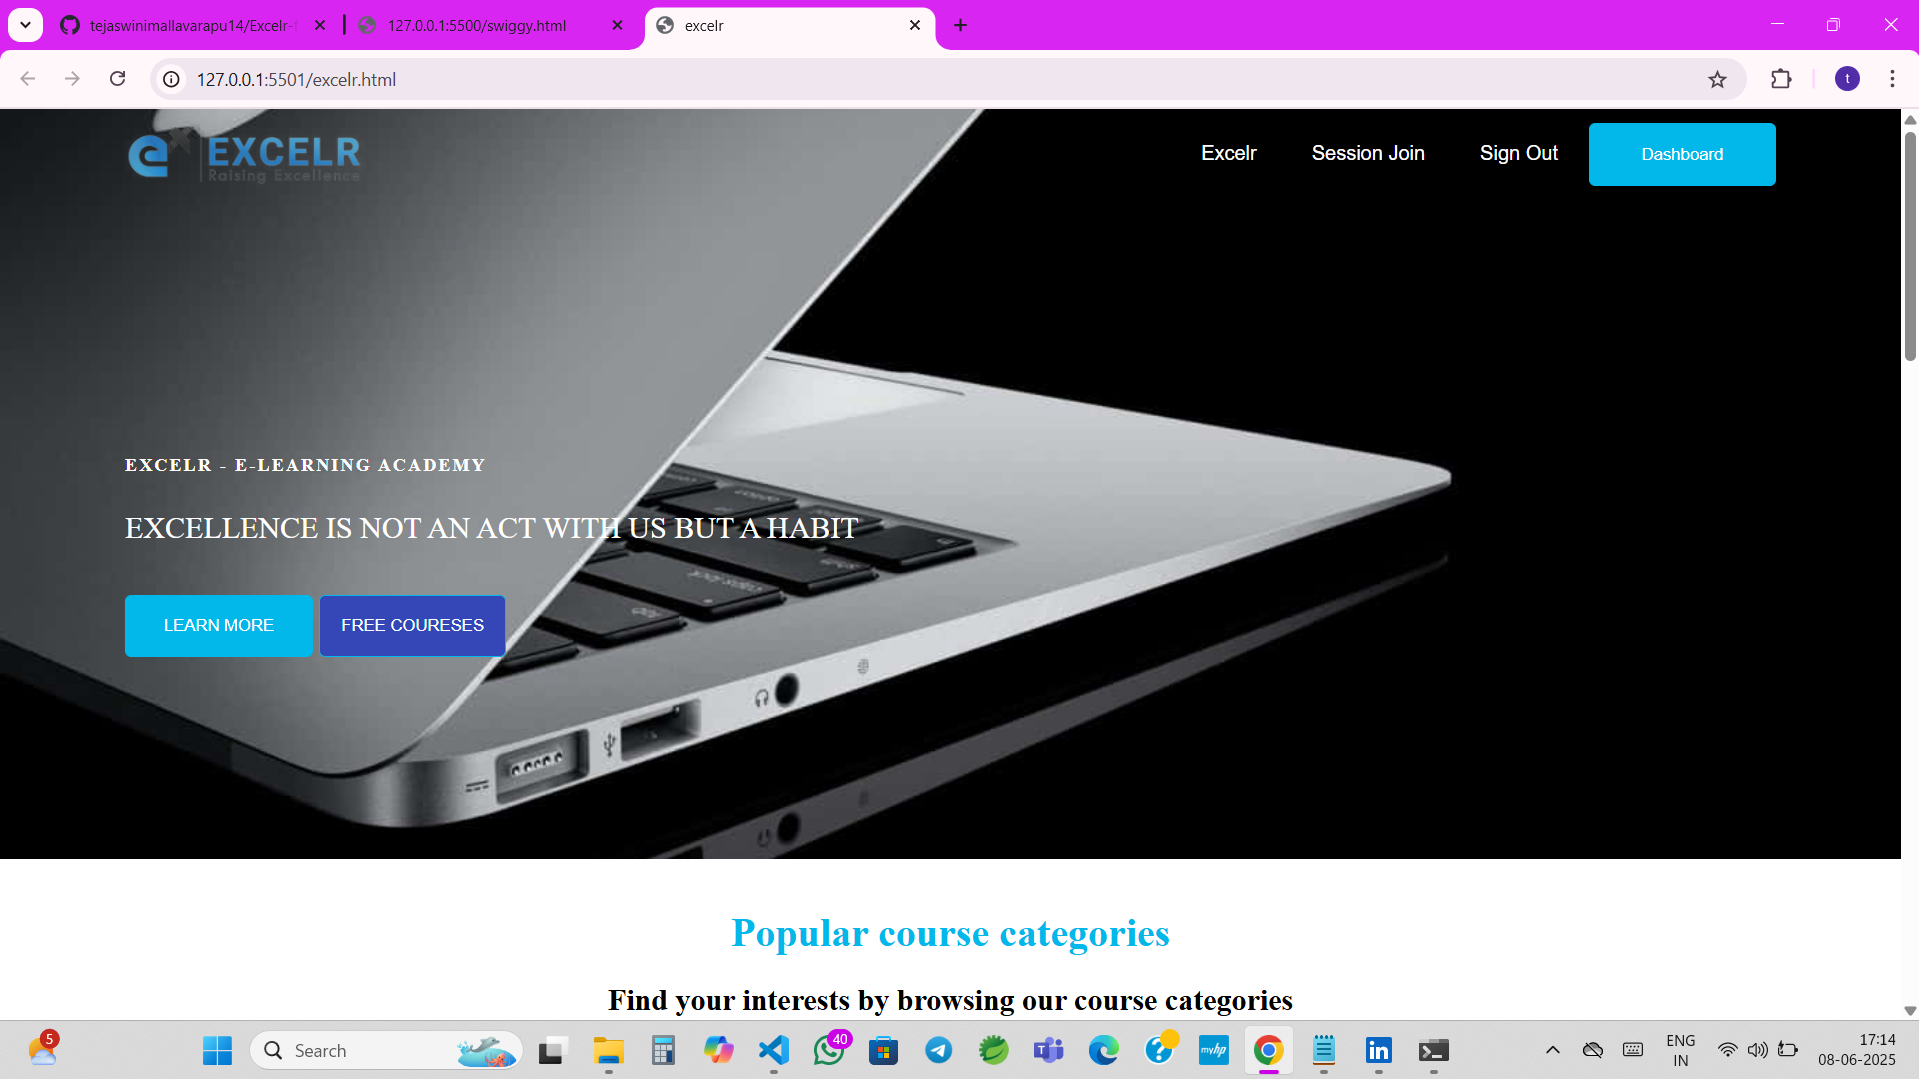 tejaswinimallavarapu14/Excelr-
127.0.0.1:5500/swiggy.html
excelr
127.0.0.1:5501/excelr.html
t
e EXCELR
Raising Excellence
Excelr
Session Join
Sign Out
Dashboard
EXCELR - E-LEARNING ACADEMY
EXCELLENCE IS NOT AN ACT WITH US BUT A HABIT
LEARN MORE
FREE COURESES
Popular course categories
Find your interests by browsing our course categories
5
Search
40
myhp
in
ENG
IN
17:14
08-06-2025